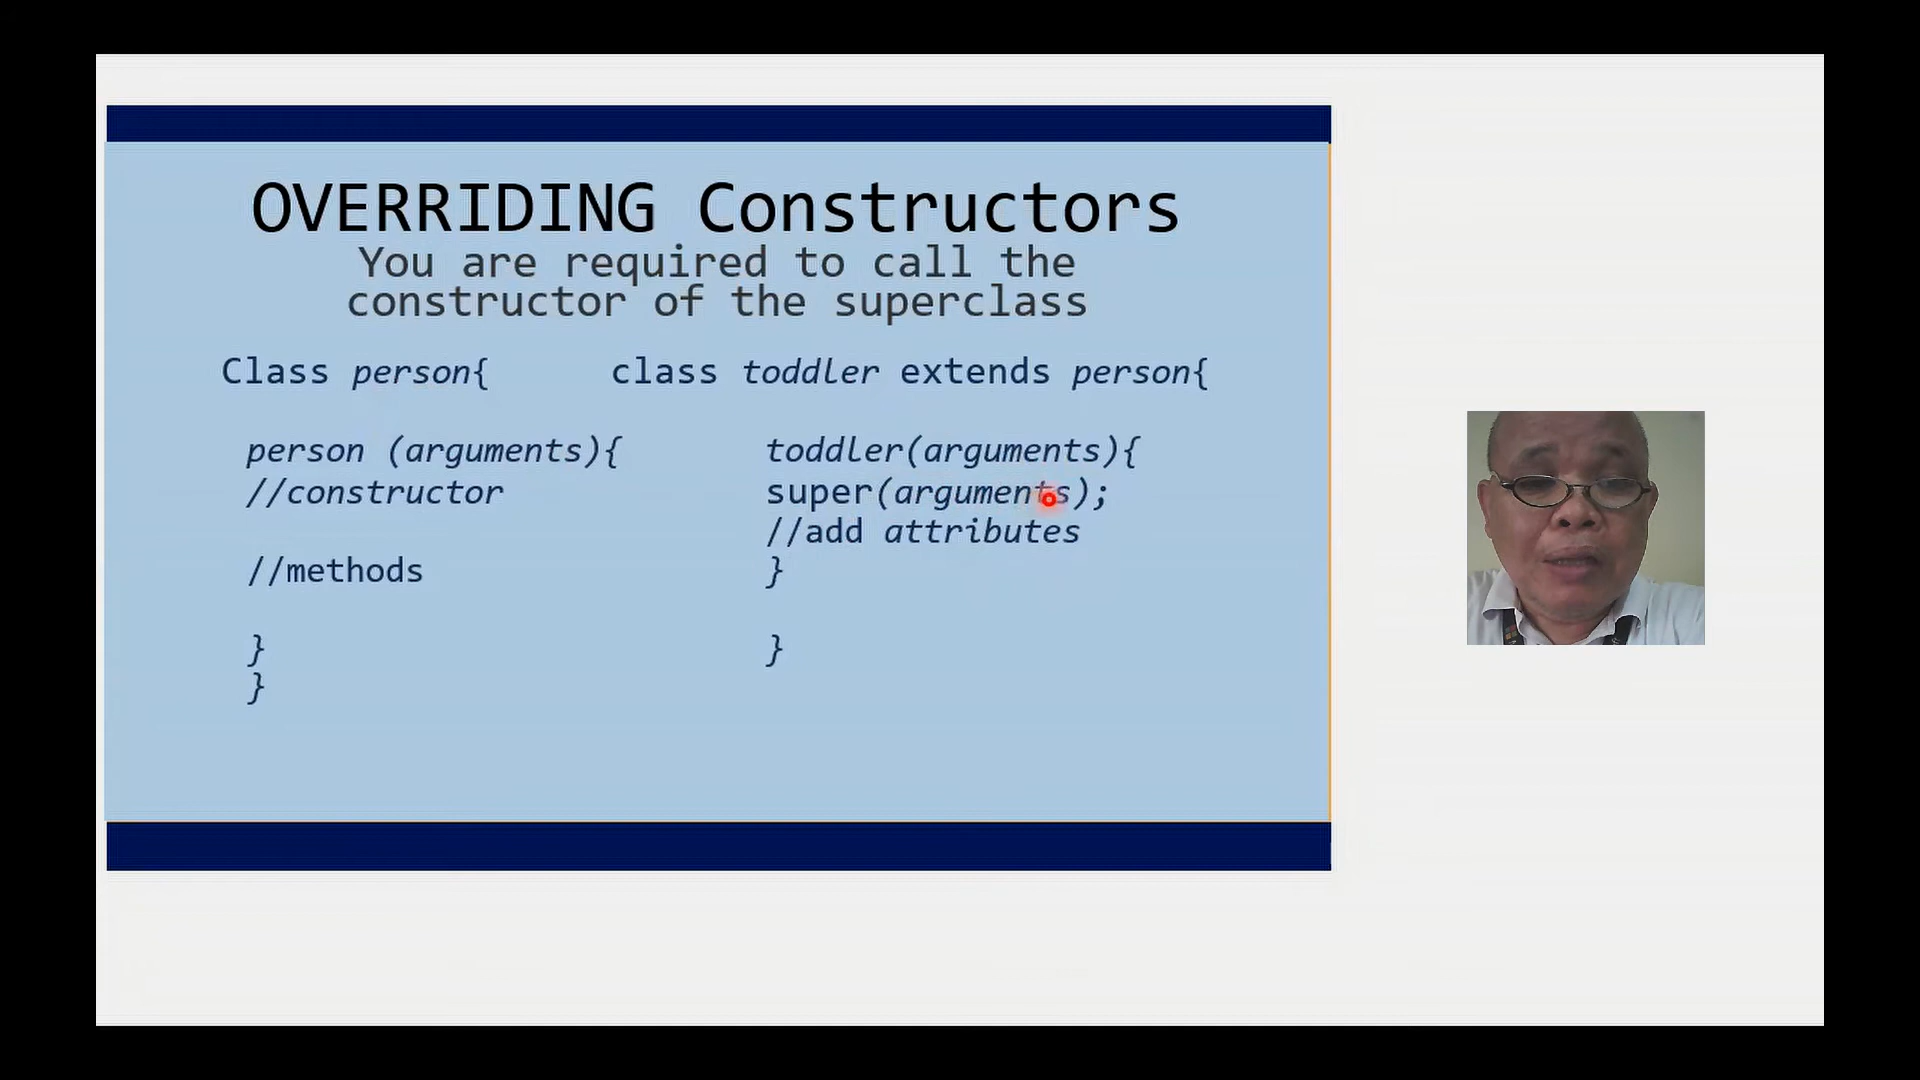 OVERRIDING Constructors
You are required to call the
constructor of the superclass
Class person{
person (arguments){
//constructor
//methods
}
}
class toddler extends person{
toddler(arguments){
super(arguments);
//add attributes
}
}